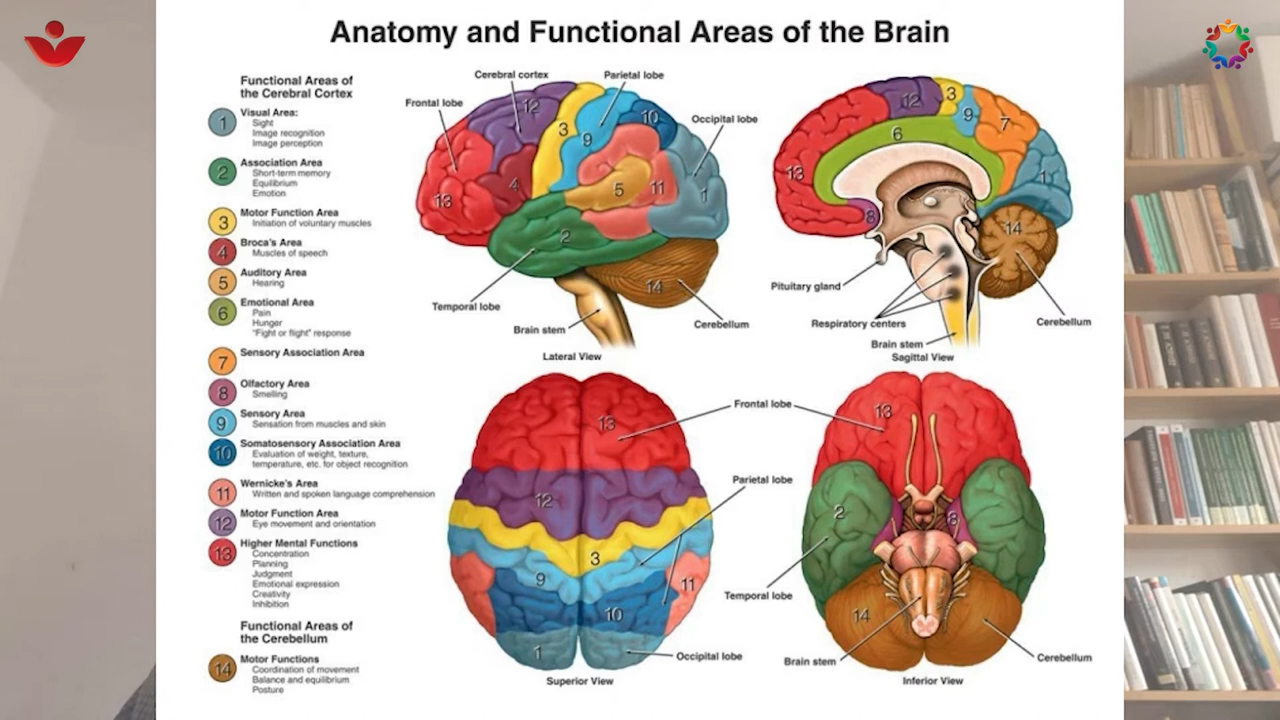 Anatomy and Functional Areas of the Brain
Functional Areas of
the Cerebral Cortex
1
Visual Area:
Sight
Image recognition
Image perception
2
Association Area
Short-term memory
Equilibrium
Emotion
3
Motor Function Area
Initiation of voluntary muscles
4
Broca's Area
Muscles of speech
5
Auditory Area
Hearing
6
Emotional Area
Pain
Hunger
"Fight or flight" response
7
Sensory Association Area
8
Olfactory Area
Smelling
9
Sensory Area
Sensation from muscles and skin
10
Somatosensory Association Area
Evaluation of weight, texture,
temperature, etc. for object recognition
11
Wernicke's Area
Written and spoken language comprehension
12
Motor Function Area
Eye movement and orientation
13
Higher Mental Functions
Concentration
Planning
Judgment
Emotional expression
Creativity
Inhibition
Functional Areas of
the Cerebellum
14
Motor Functions
Coordination of movement
Balance and equilibrium
Posture
Cerebral cortex
Parietal lobe
Frontal lobe
Occipital lobe
12
3
9
10
13
4
5
11
1
2
14
Temporal lobe
Brain stem
Cerebellum
Lateral View
12
3
9
7
6
13
1
8
14
Pituitary gland
Respiratory centers
Cerebellum
Brain stem
Sagittal View
13
Frontal lobe
12
Parietal lobe
3
9
11
10
1
Occipital lobe
Superior View
13
2
8
Temporal lobe
14
Brain stem
Cerebellum
Inferior View